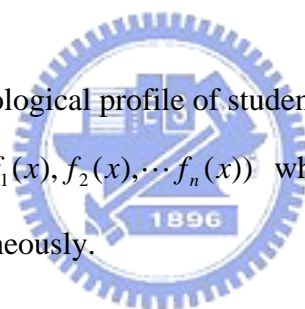 ological profile of studen
f₁(x), f₂(x), ⋯ fₙ(x)) wh
1896
neously.